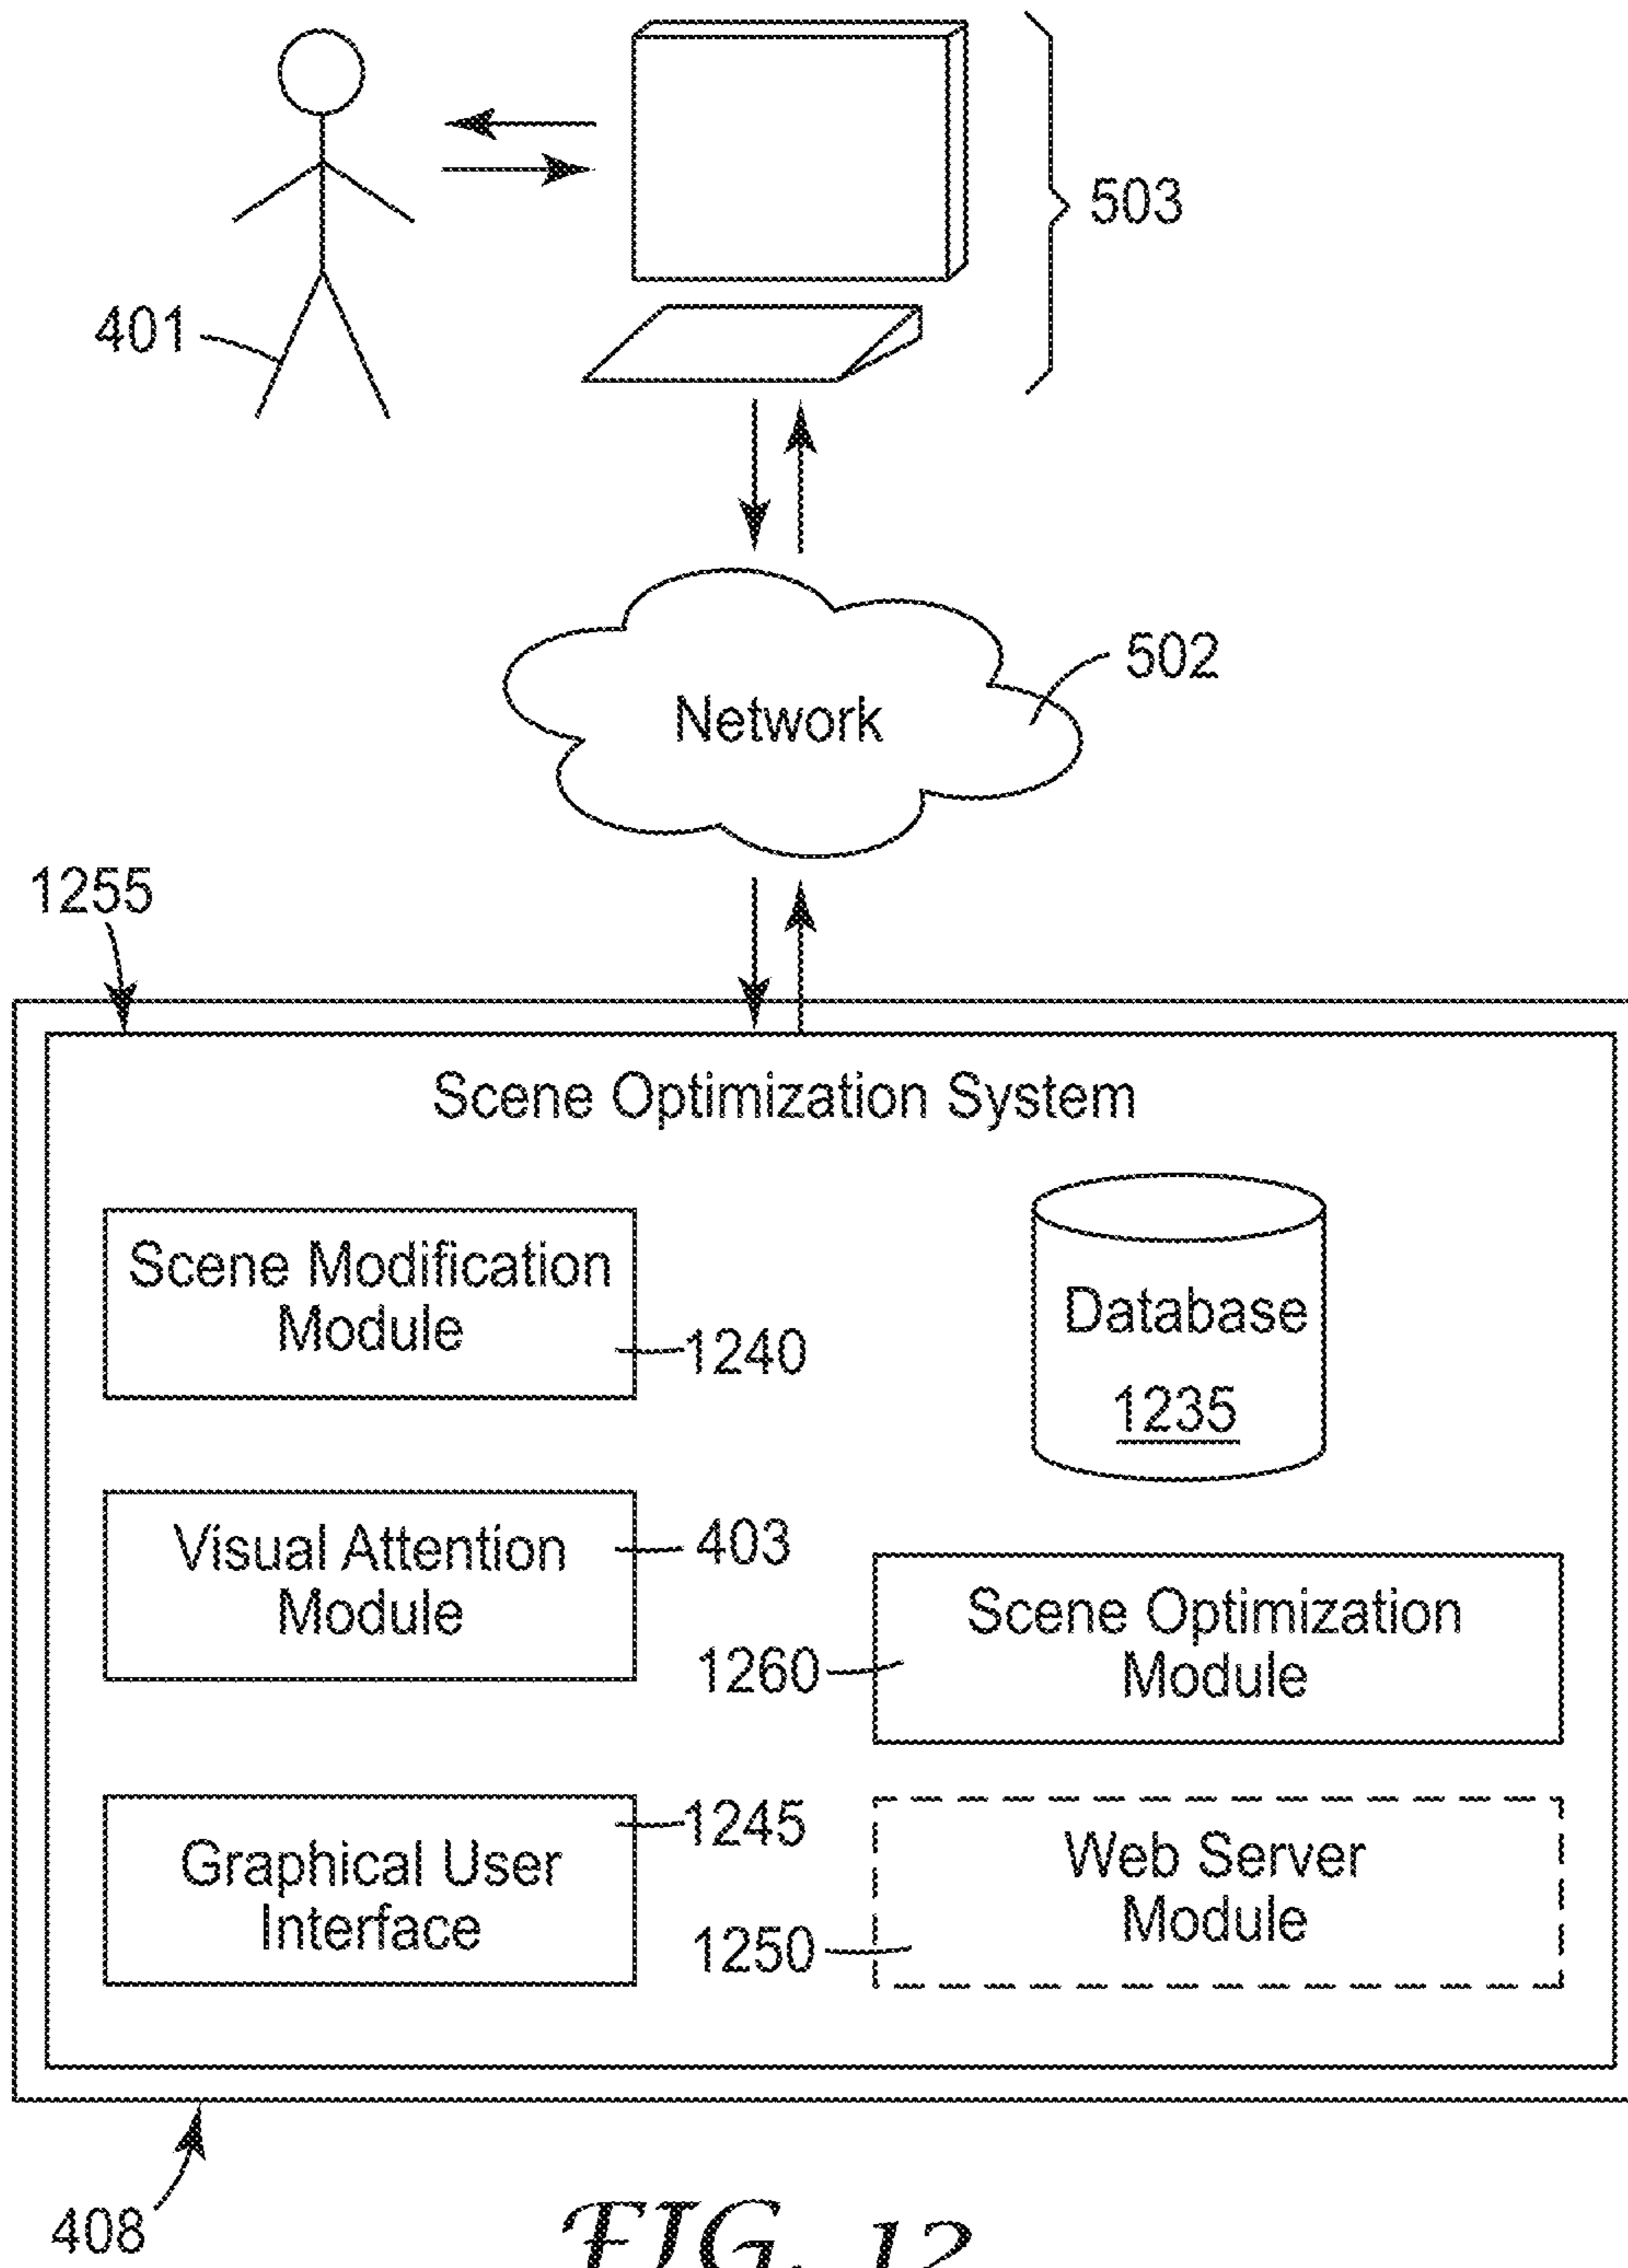 503
401
502
Network
1255
Scene Optimization System
Scene Modification
Module
1240
Database
1235
Visual Attention
Module
403
Scene Optimization
Module
1260
Graphical User
Interface
1245
Web Server
Module
1250
408
FIG. 12